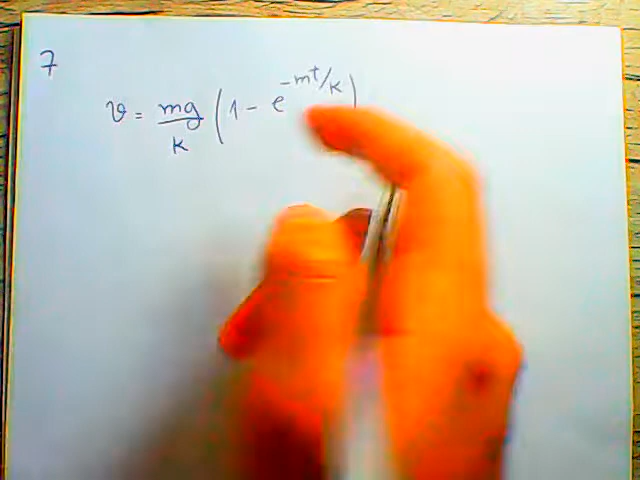 7
v = mg/k (1 - e^{-mt/k})